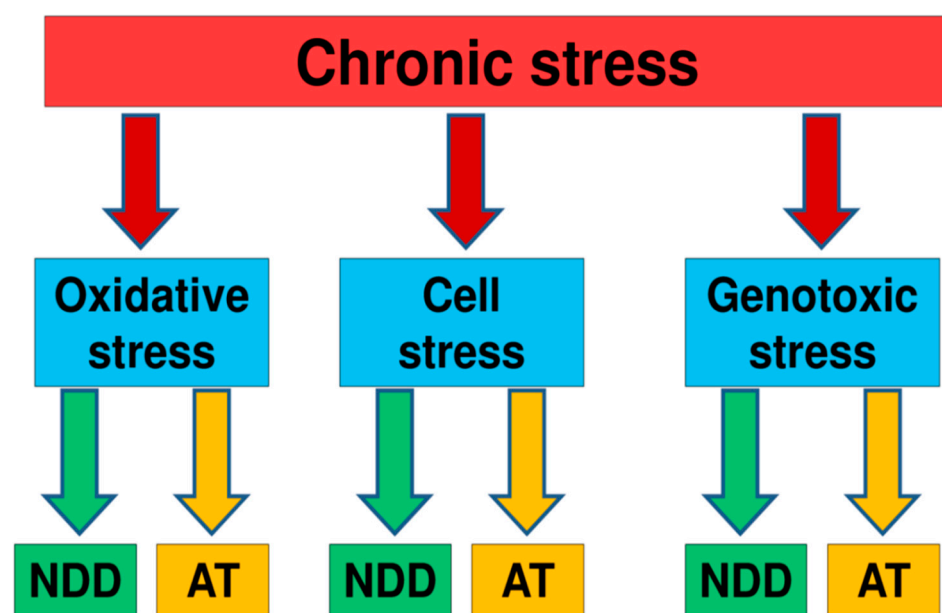 Chronic stress
Oxidative
stress
Cell
stress
Genotoxic
stress
NDD
AT
NDD
AT
NDD
AT